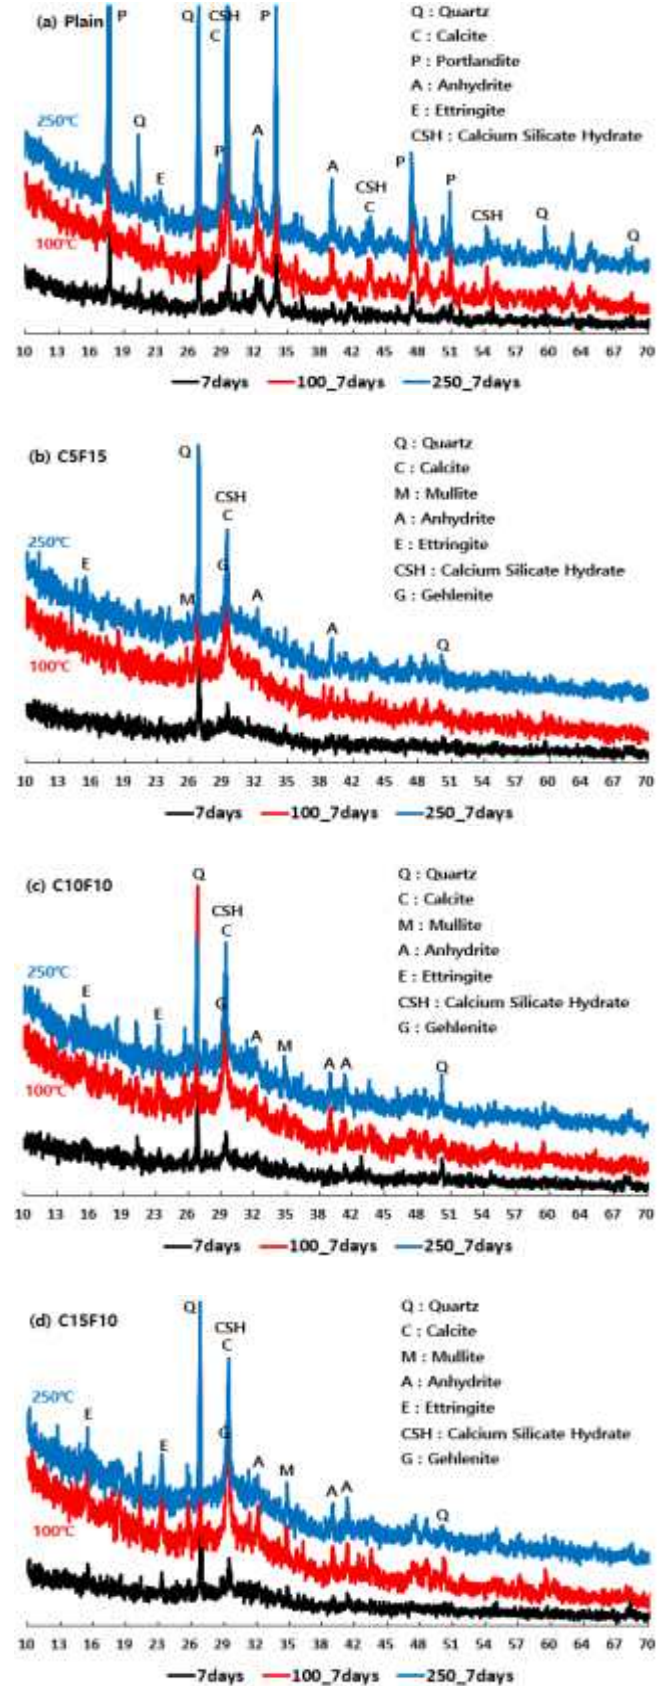 (a) Plain
P
Q
CSH
C
P
Q : Quartz
C : Calcite
P : Portlandite
A : Anhydrite
E : Ettringite
CSH : Calcium Silicate Hydrate
250℃
Q
E
P
A
A
CSH
C
P
P
CSH
Q
Q
100℃
10 13 16 19 23 26 29 32 35 38 42 45 48 51 54 57 60 64 67 70
7days 100_7days 250_7days
(b) C5F15
Q
CSH
C
Q : Quartz
C : Calcite
M : Mullite
A : Anhydrite
E : Ettringite
CSH : Calcium Silicate Hydrate
G : Gehlenite
250℃
E
G
M
A
A
Q
100℃
10 13 16 19 23 26 29 32 35 38 41 44 48 51 54 57 60 64 67 70
7days 100_7days 250_7days
(c) C10F10
Q
CSH
C
Q : Quartz
C : Calcite
M : Mullite
A : Anhydrite
E : Ettringite
CSH : Calcium Silicate Hydrate
G : Gehlenite
250℃
E
E
G
A
M
A
A
Q
100℃
10 13 16 19 23 26 29 32 35 38 41 44 48 51 54 57 60 64 67 70
7days 100_7days 250_7days
(d) C15F10
Q
CSH
C
Q : Quartz
C : Calcite
M : Mullite
A : Anhydrite
E : Ettringite
CSH : Calcium Silicate Hydrate
G : Gehlenite
250℃
E
E
G
A
M
A
A
Q
100℃
10 13 16 19 22 26 29 32 35 38 41 45 48 51 54 57 60 64 67 70
7days 100_7days 250_7days